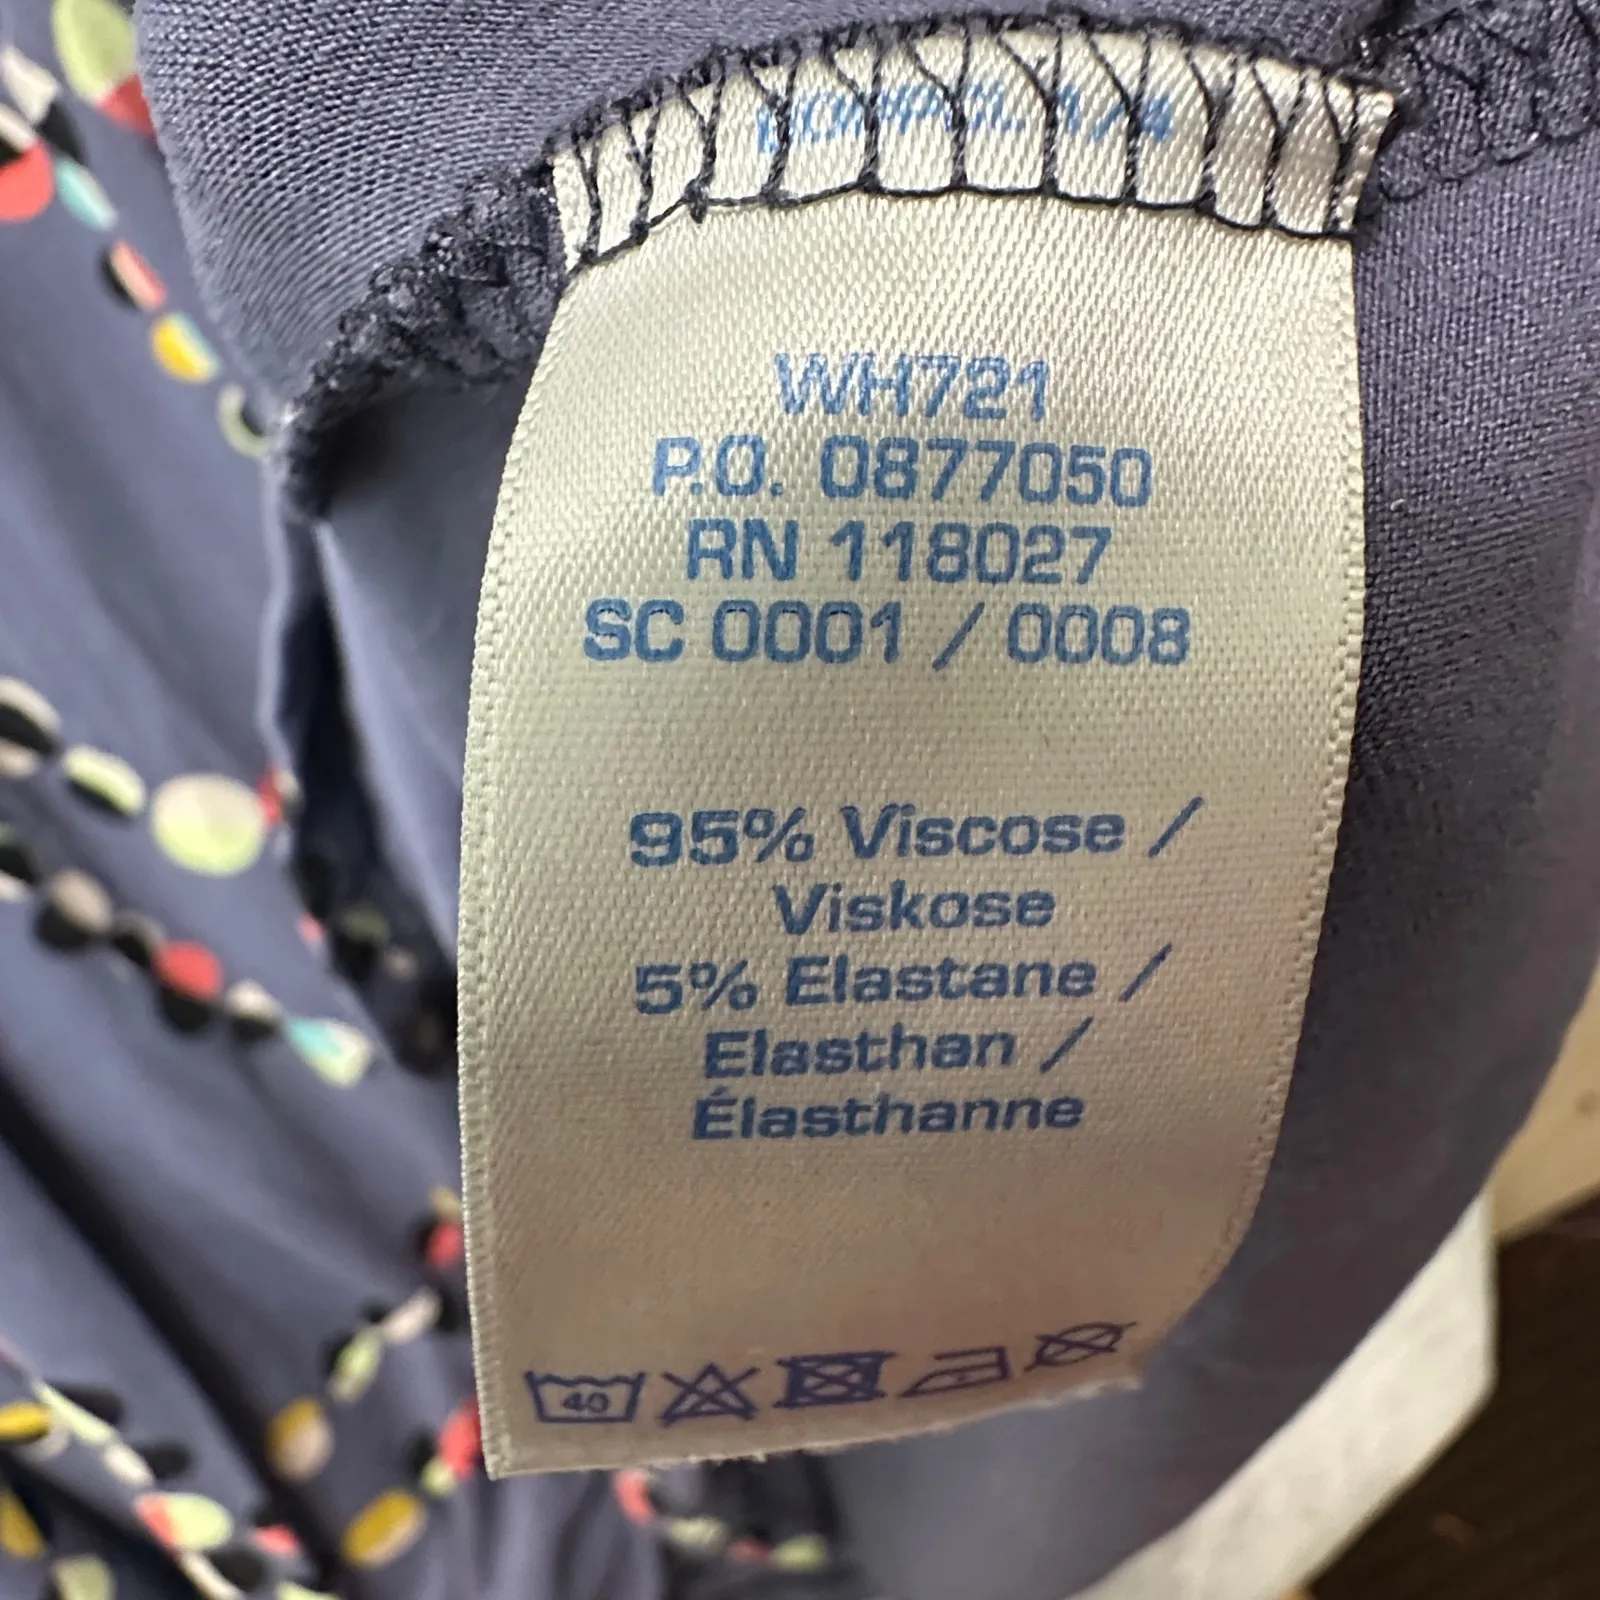 WH721
P.O. 0877050
RN 118027
SC 0001 / 0008
95% Viscose /
Viskose
5% Elastane /
Elasthan /
Élasthanne
40